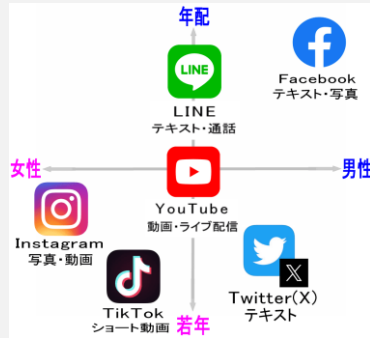 年配
LINE
LINE
テキスト・通話
Facebook
テキスト・写真
女性
男性
YouTube
動画・ライブ配信
Instagram
写真・動画
TikTok
ショート動画
Twitter(X)
テキスト
X
若年